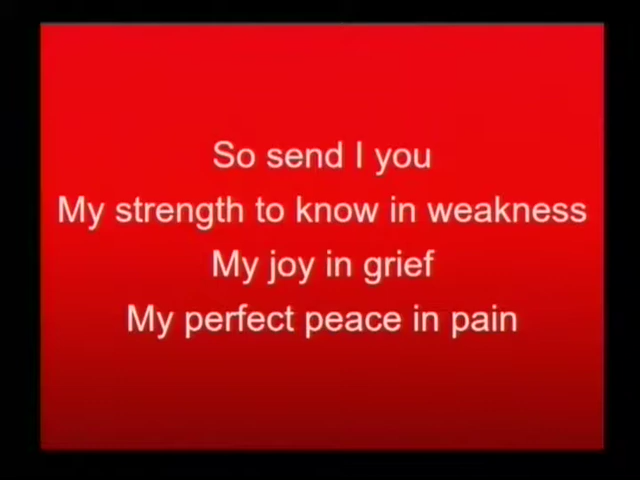 So send I you
My strength to know in weakness
My joy in grief
My perfect peace in pain